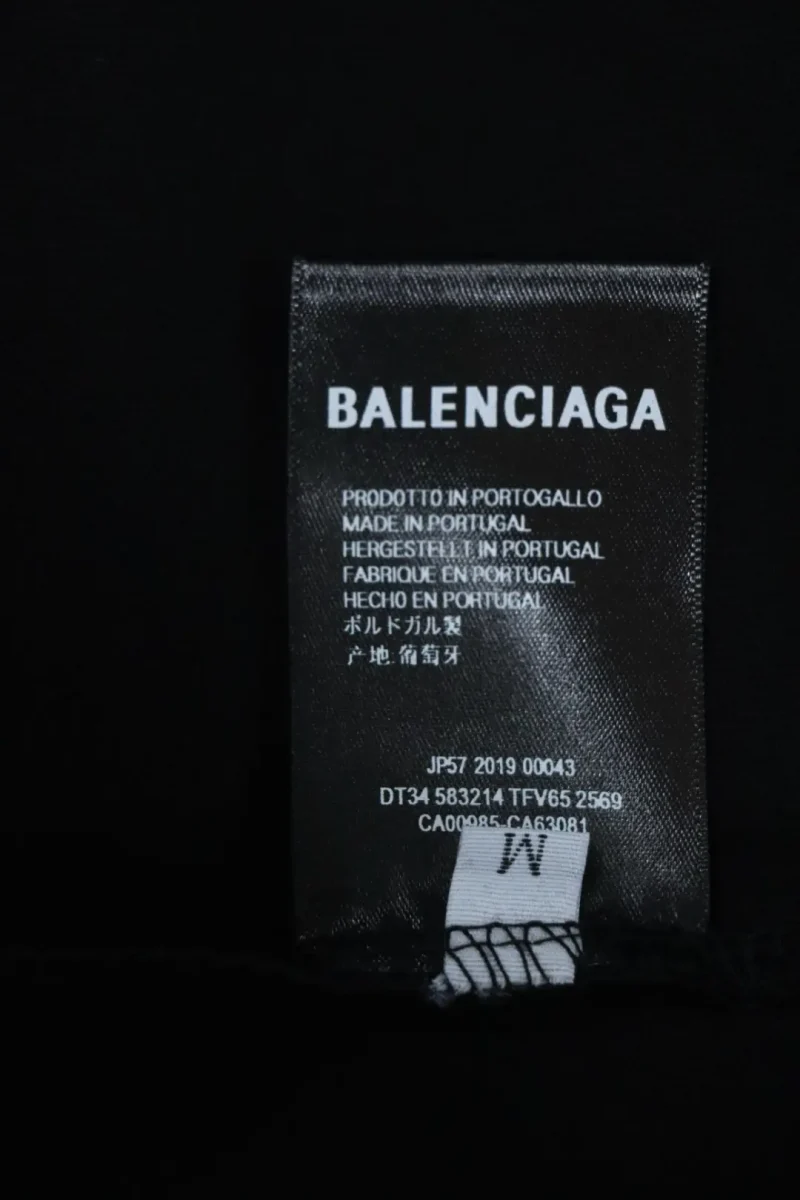 BALENCIAGA
PRODOTTO IN PORTOGALLO
MADE IN PORTUGAL
HERGESTELLT IN PORTUGAL
FABRIQUE EN PORTUGAL
HECHO EN PORTUGAL
ポルトガル製
产地:葡萄牙
JP57 2019 00043
DT34 583214 TFV65 2569
CA00985-CA63081
M